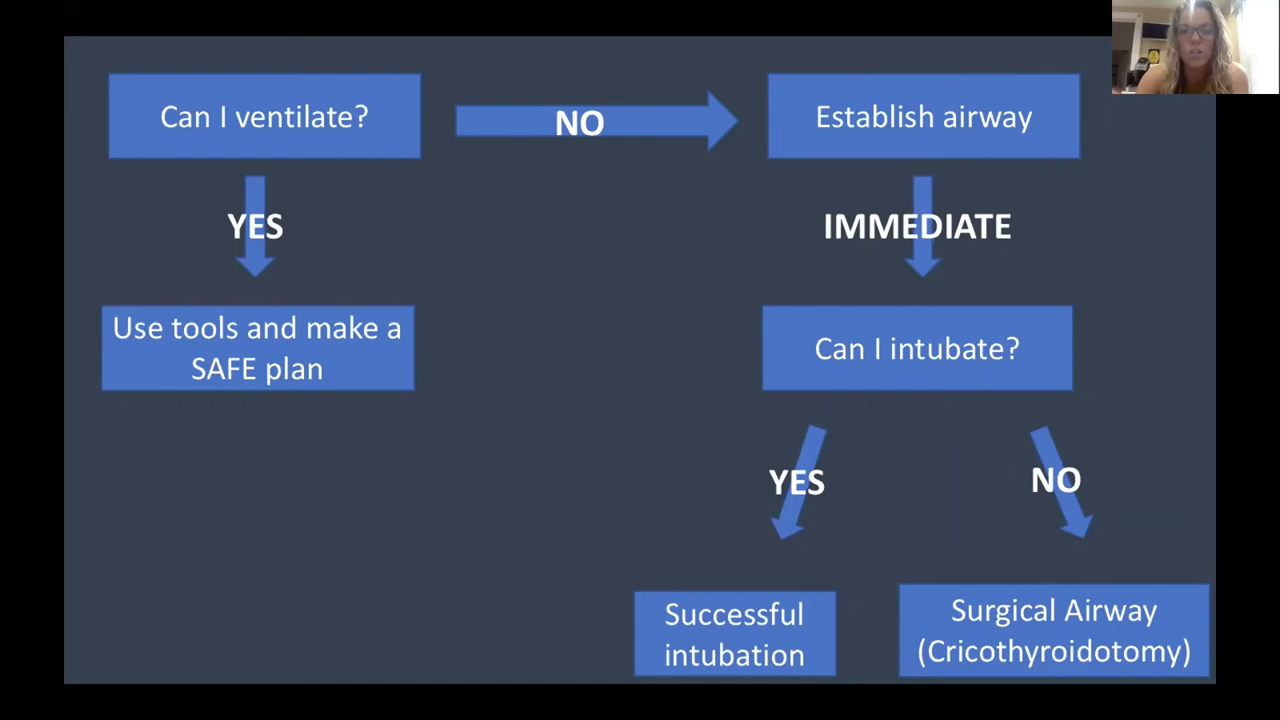 Can I ventilate?
NO
Establish airway
YES
IMMEDIATE
Use tools and make a
SAFE plan
Can I intubate?
YES
NO
Successful
intubation
Surgical Airway
(Cricothyroidotomy)